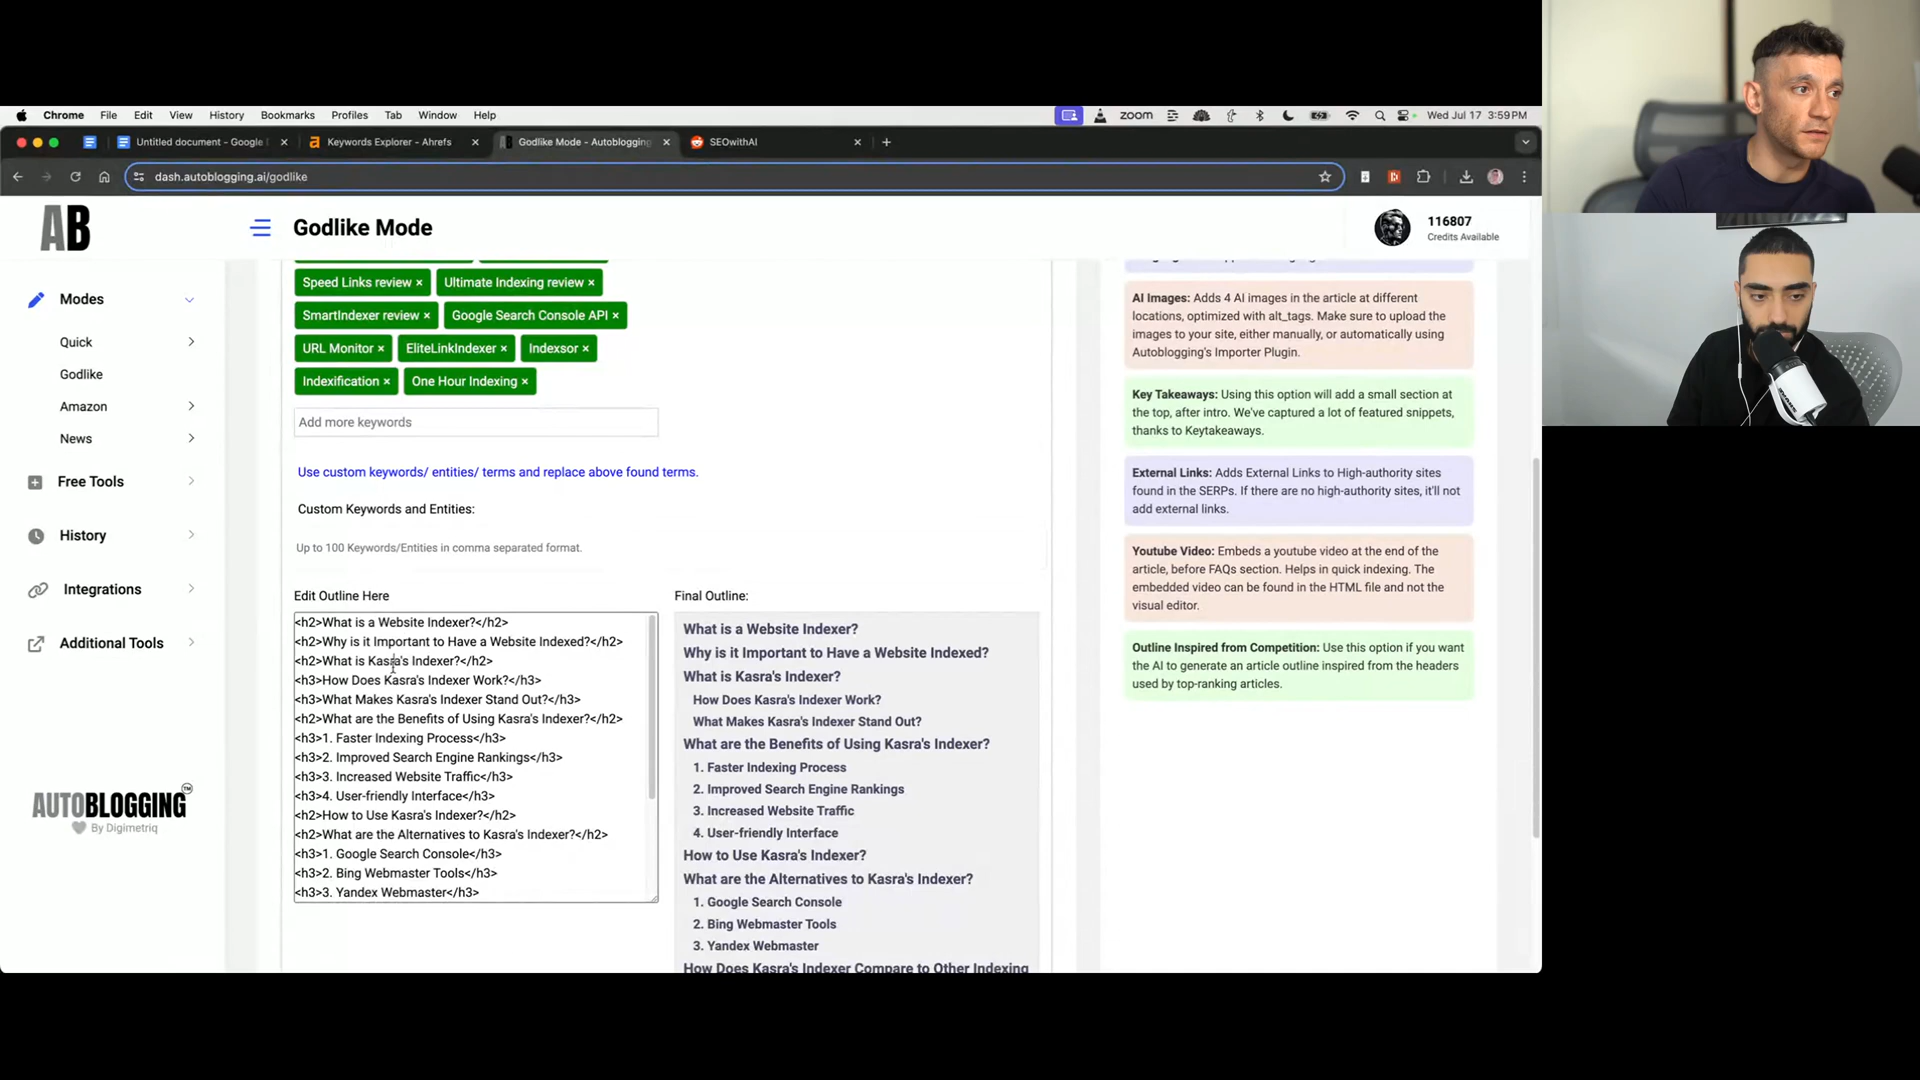 Chrome File Edit View History Bookmarks Profiles Tab Window Help zoom Wed Jul 17 3:59 PM
Untitled document - Google Keywords Explorer - Ahrefs Godlike Mode - Autoblogging SEOwithAI
dash.autoblogging.ai/godlike
AB
Godlike Mode
116807
Credits Available
Modes
Quick
Godlike
Amazon
News
Free Tools
History
Integrations
Additional Tools
AUTOBLOGGING™
By Digimetriq
Speed Links review × Ultimate Indexing review ×
SmartIndexer review × Google Search Console API ×
URL Monitor × EliteLinkIndexer × Indexsor ×
Indexification × One Hour Indexing ×
Add more keywords
Use custom keywords/ entities/ terms and replace above found terms.
Custom Keywords and Entities:
Up to 100 Keywords/Entities in comma separated format.
Edit Outline Here
<h2>What is a Website Indexer?</h2>
<h2>Why is it Important to Have a Website Indexed?</h2>
<h2>What is Kasra's Indexer?</h2>
<h3>How Does Kasra's Indexer Work?</h3>
<h3>What Makes Kasra's Indexer Stand Out?</h3>
<h2>What are the Benefits of Using Kasra's Indexer?</h2>
<h3>1. Faster Indexing Process</h3>
<h3>2. Improved Search Engine Rankings</h3>
<h3>3. Increased Website Traffic</h3>
<h3>4. User-friendly Interface</h3>
<h2>How to Use Kasra's Indexer?</h2>
<h2>What are the Alternatives to Kasra's Indexer?</h2>
<h3>1. Google Search Console</h3>
<h3>2. Bing Webmaster Tools</h3>
<h3>3. Yandex Webmaster</h3>
Final Outline:
What is a Website Indexer?
Why is it Important to Have a Website Indexed?
What is Kasra's Indexer?
How Does Kasra's Indexer Work?
What Makes Kasra's Indexer Stand Out?
What are the Benefits of Using Kasra's Indexer?
1. Faster Indexing Process
2. Improved Search Engine Rankings
3. Increased Website Traffic
4. User-friendly Interface
How to Use Kasra's Indexer?
What are the Alternatives to Kasra's Indexer?
1. Google Search Console
2. Bing Webmaster Tools
3. Yandex Webmaster
How Does Kasra's Indexer Compare to Other Indexing
AI Images: Adds 4 AI images in the article at different
locations, optimized with alt_tags. Make sure to upload the
images to your site, either manually, or automatically using
Autoblogging's Importer Plugin.
Key Takeaways: Using this option will add a small section at
the top, after intro. We've captured a lot of featured snippets,
thanks to Keytakeaways.
External Links: Adds External Links to High-authority sites
found in the SERPs. If there are no high-authority sites, it'll not
add external links.
Youtube Video: Embeds a youtube video at the end of the
article, before FAQs section. Helps in quick indexing. The
embedded video can be found in the HTML file and not the
visual editor.
Outline Inspired from Competition: Use this option if you want
the AI to generate an article outline inspired from the headers
used by top-ranking articles.